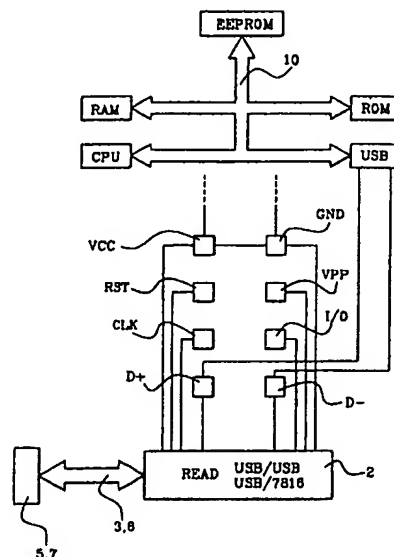 EEPROM
10
RAM
ROM
CPU
USB
GND
VCC
RST
VPP
CLK
I/O
D+
D-
READ USB/USB
USB/7816
2
3,6
5,7